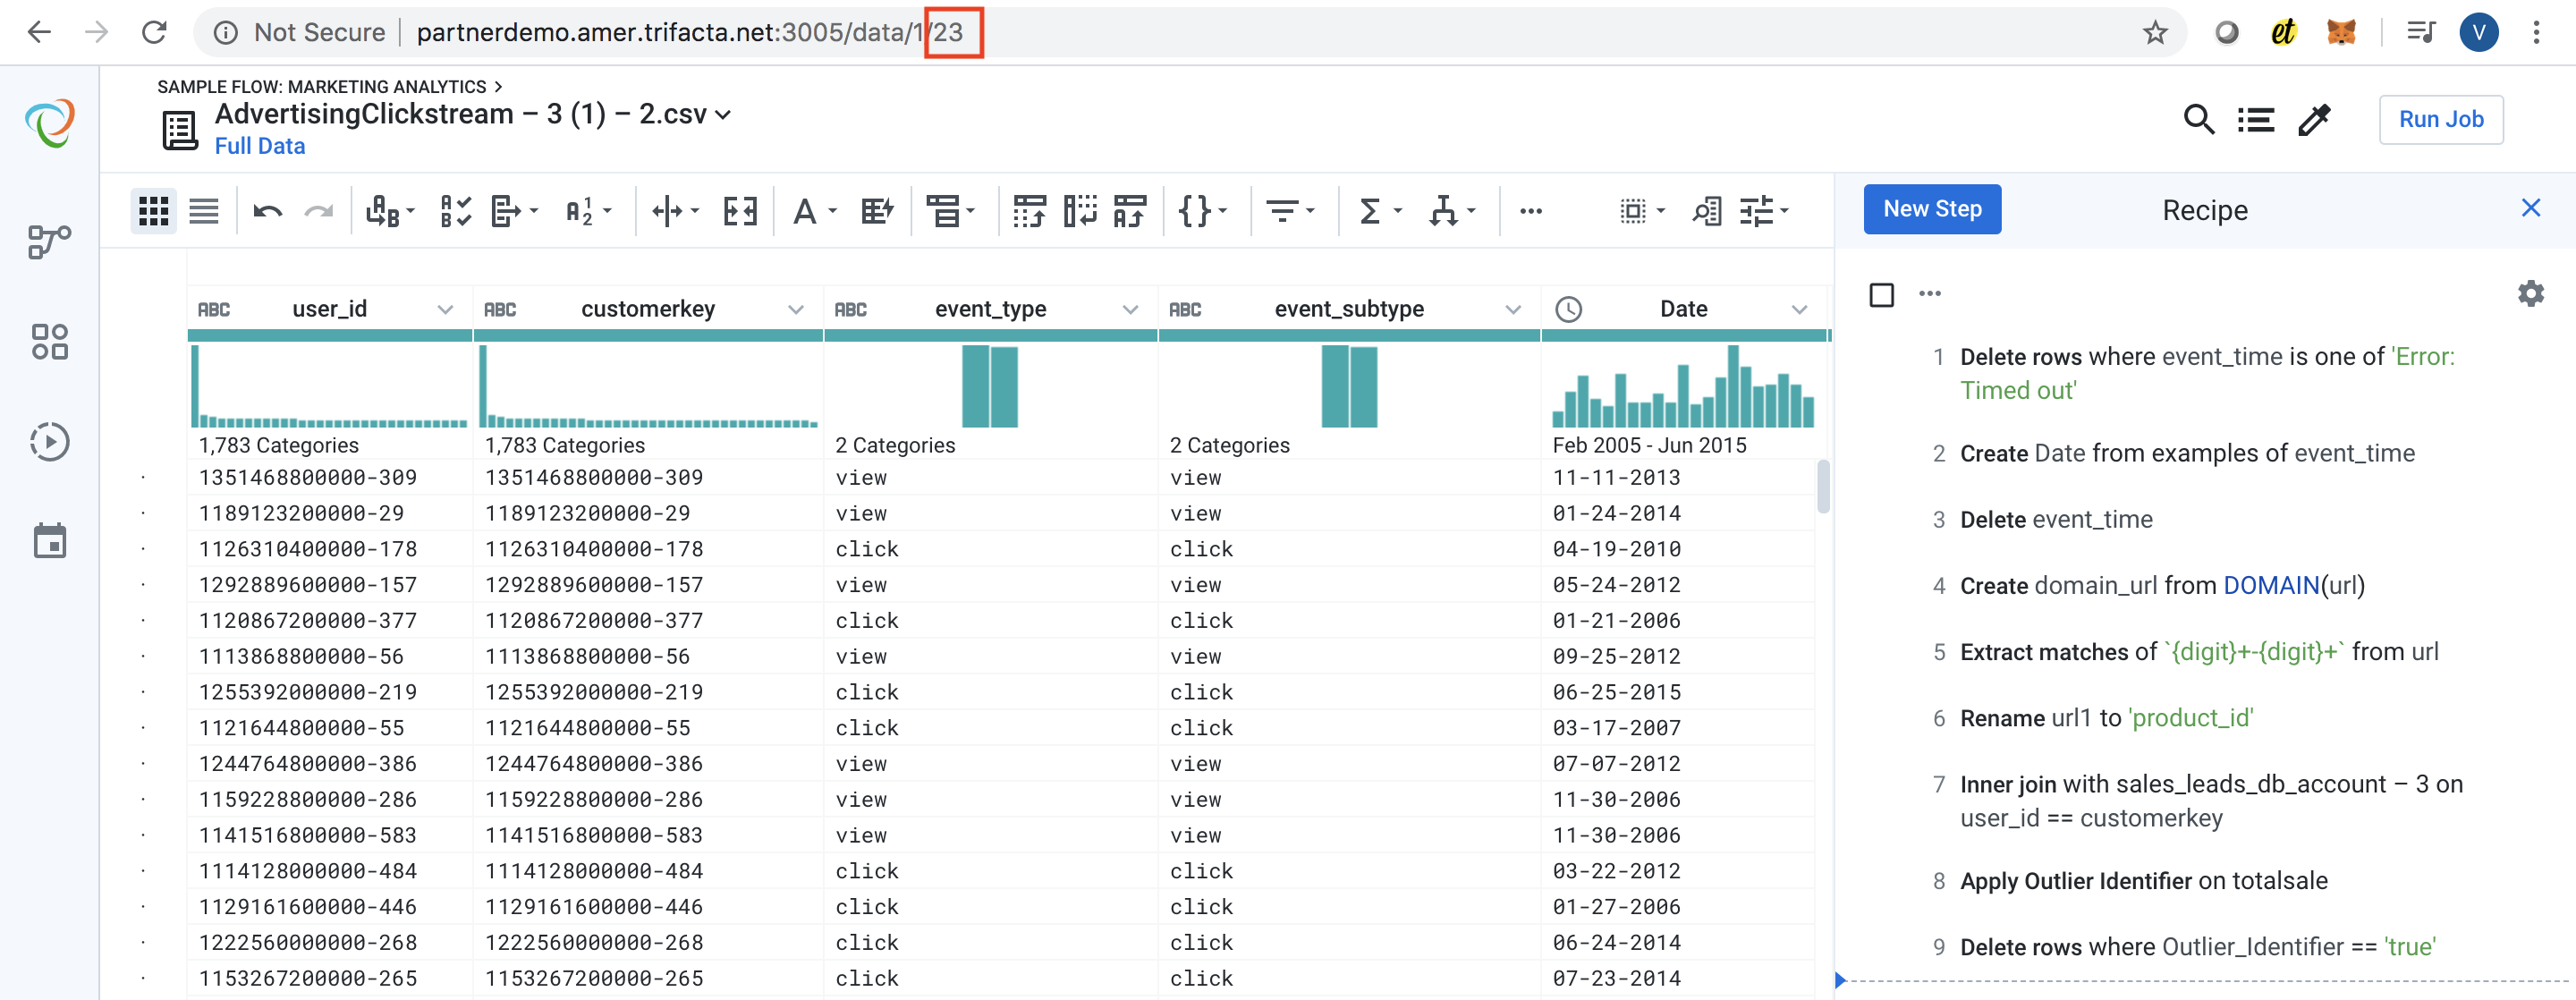 Not Secure partnerdemo.amer.trifacta.net:3005/data/1/23
et
V
SAMPLE FLOW: MARKETING ANALYTICS >
AdvertisingClickstream – 3 (1) – 2.csv
Full Data
Run Job
New Step
Recipe
ABC user_id ABC customerkey ABC event_type ABC event_subtype Date
1,783 Categories 1,783 Categories 2 Categories 2 Categories Feb 2005 - Jun 2015
1351468800000-309 1351468800000-309 view view 11-11-2013
1189123200000-29 1189123200000-29 view view 01-24-2014
1126310400000-178 1126310400000-178 click click 04-19-2010
1292889600000-157 1292889600000-157 view view 05-24-2012
1120867200000-377 1120867200000-377 click click 01-21-2006
1113868800000-56 1113868800000-56 view view 09-25-2012
1255392000000-219 1255392000000-219 click click 06-25-2015
1121644800000-55 1121644800000-55 click click 03-17-2007
1244764800000-386 1244764800000-386 view view 07-07-2012
1159228800000-286 1159228800000-286 view view 11-30-2006
1141516800000-583 1141516800000-583 view view 11-30-2006
1114128000000-484 1114128000000-484 click click 03-22-2012
1129161600000-446 1129161600000-446 click click 01-27-2006
1222560000000-268 1222560000000-268 click click 06-24-2014
1153267200000-265 1153267200000-265 click click 07-23-2014
1 Delete rows where event_time is one of 'Error:
Timed out'
2 Create Date from examples of event_time
3 Delete event_time
4 Create domain_url from DOMAIN(url)
5 Extract matches of `{digit}+-{digit}+` from url
6 Rename url1 to 'product_id'
7 Inner join with sales_leads_db_account – 3 on
user_id == customerkey
8 Apply Outlier Identifier on totalsale
9 Delete rows where Outlier_Identifier == 'true'